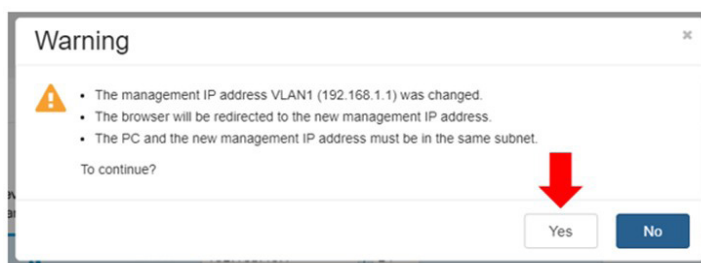 Warning
×
The management IP address VLAN1 (192.168.1.1) was changed.
The browser will be redirected to the new management IP address.
The PC and the new management IP address must be in the same subnet.
To continue?
Yes
No